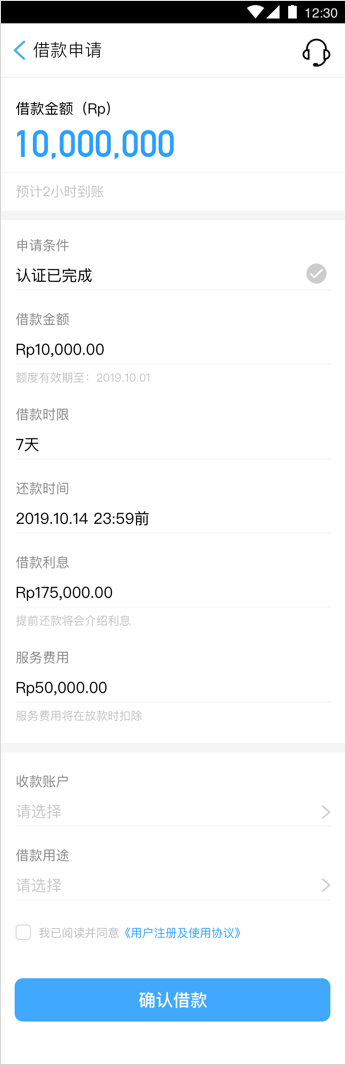 12:30
借款申请
借款金额（Rp）
10,000,000
预计2小时到账
申请条件
认证已完成
借款金额
Rp10,000.00
额度有效期至：2019.10.01
借款时限
7天
还款时间
2019.10.14 23:59前
借款利息
Rp175,000.00
提前还款将会介绍利息
服务费用
Rp50,000.00
服务费用将在放款时扣除
收款账户
请选择
借款用途
请选择
我已阅读并同意《用户注册及使用协议》
确认借款